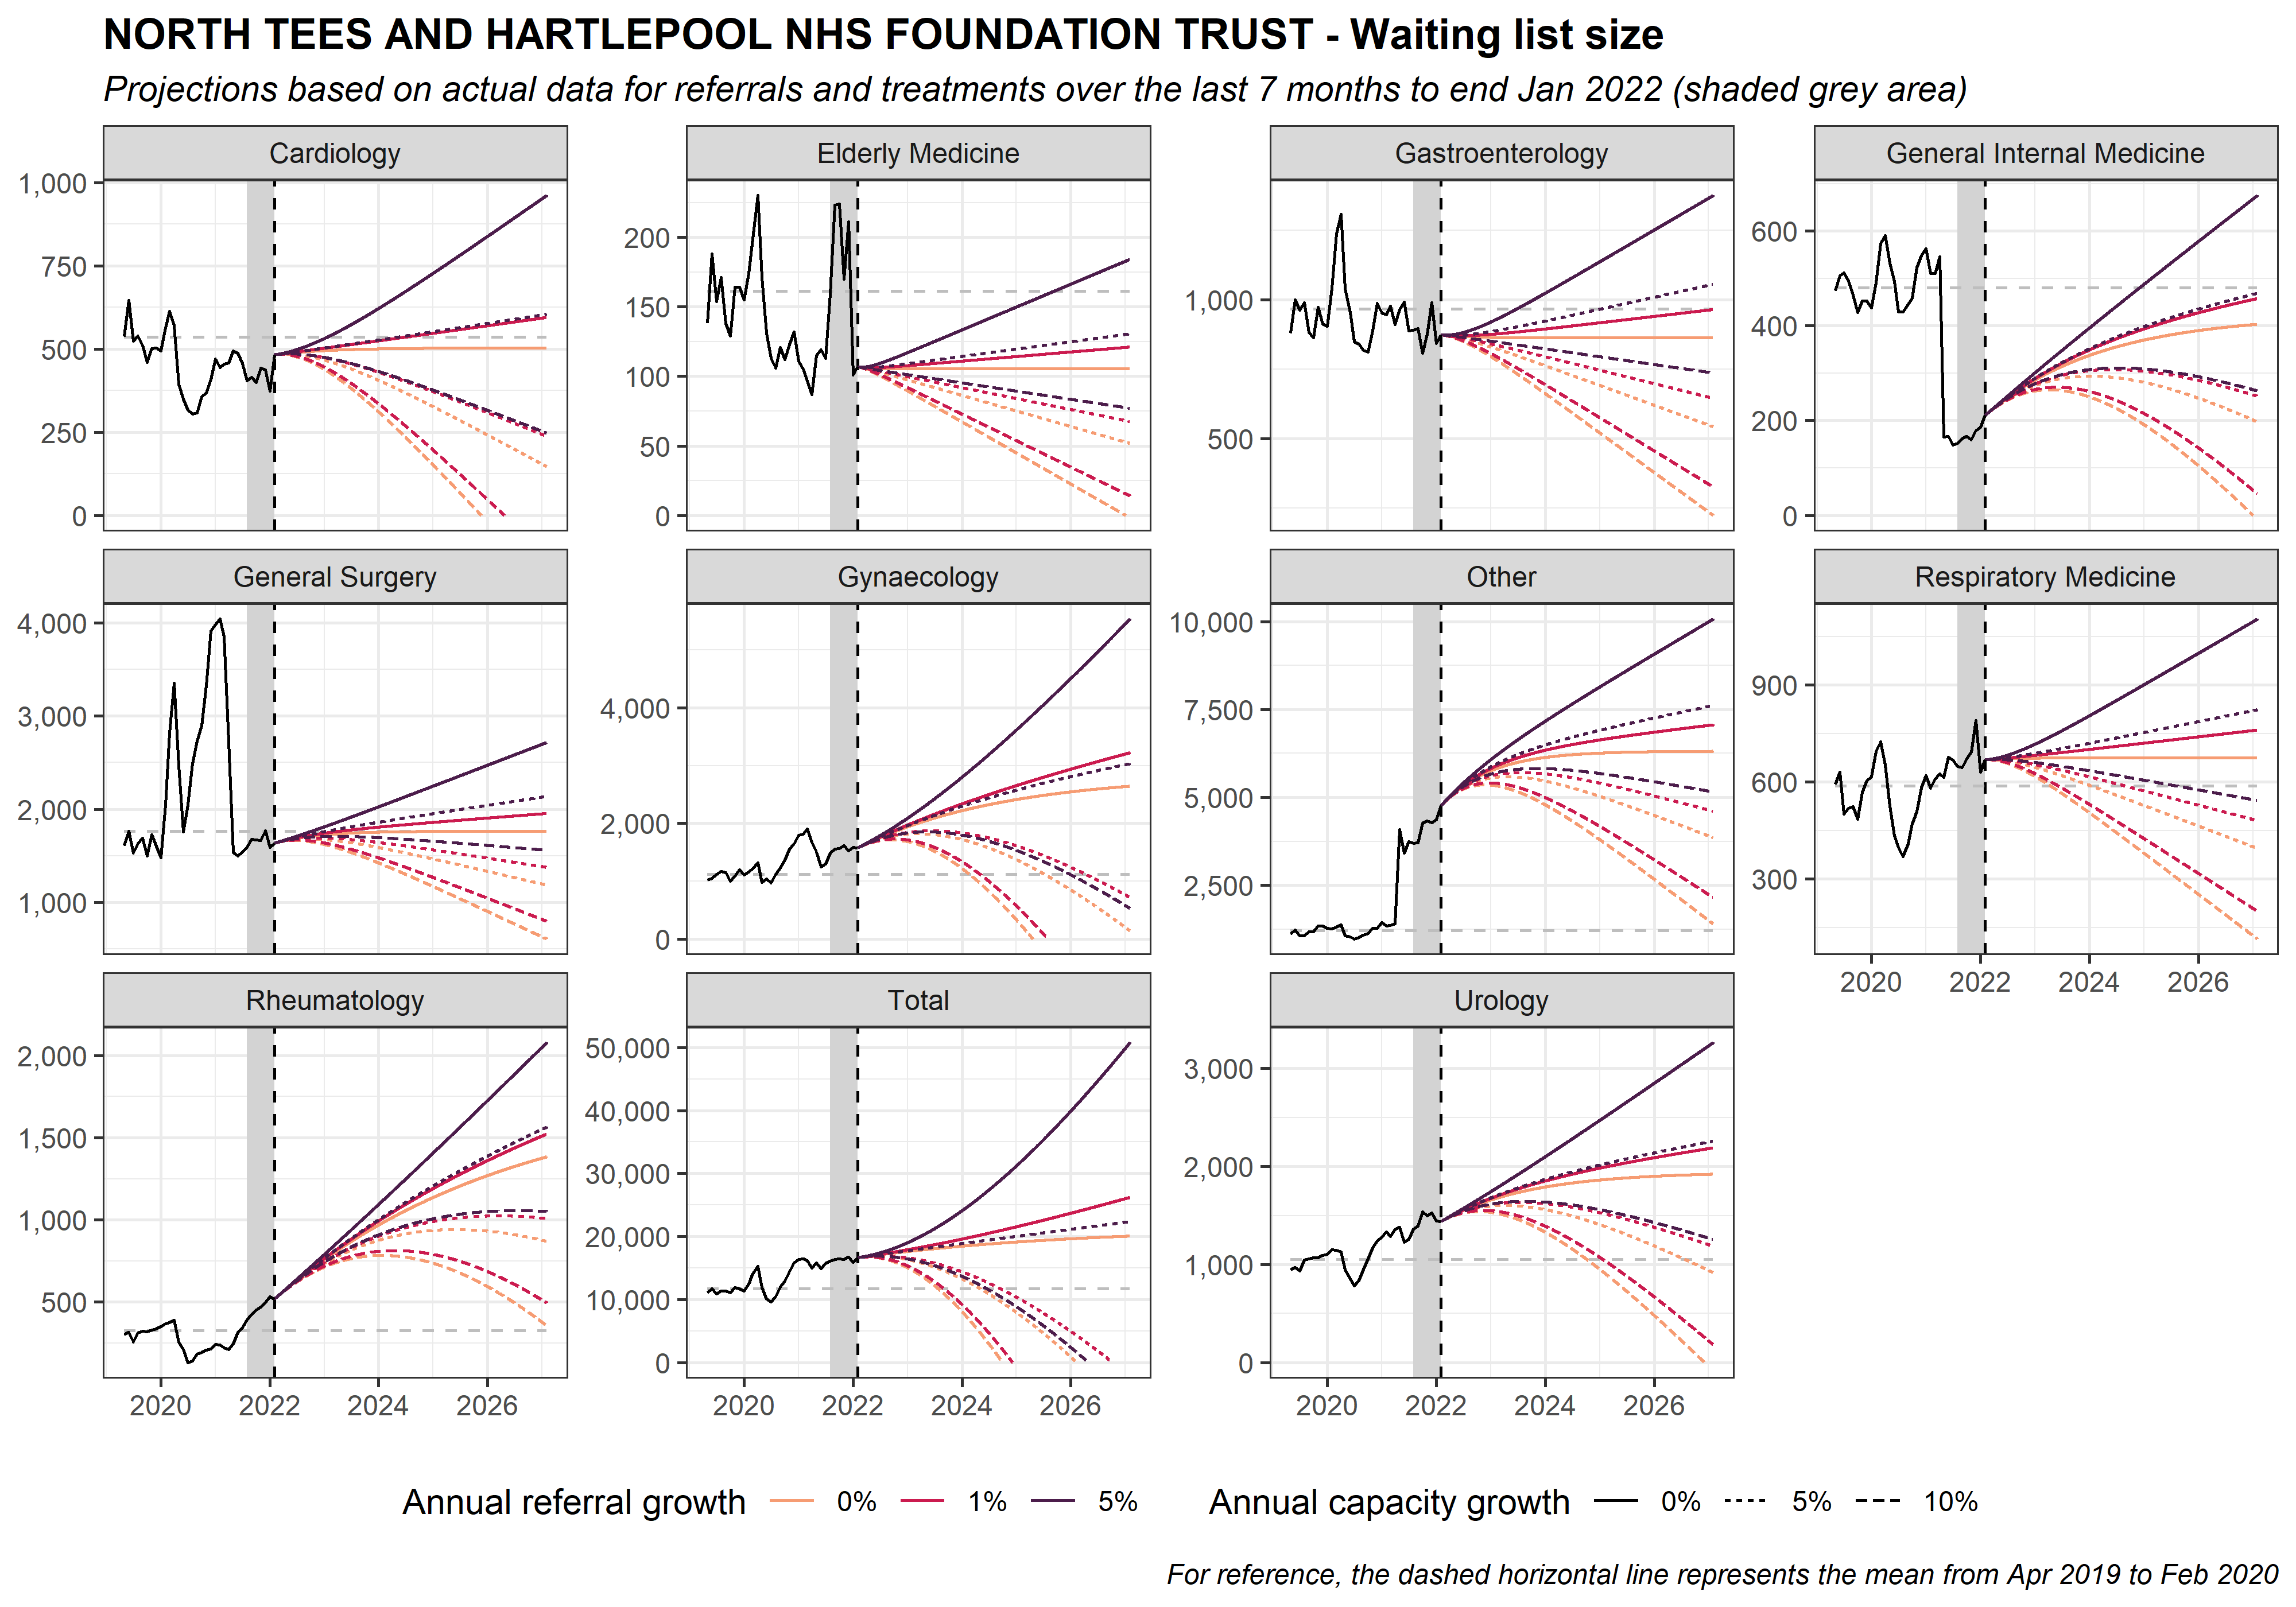 NORTH TEES AND HARTLEPOOL NHS FOUNDATION TRUST - Waiting list size
Projections based on actual data for referrals and treatments over the last 7 months to end Jan 2022 (shaded grey area)
Cardiology
1,000
750
500
250
0
Elderly Medicine
200
150
100
50
0
Gastroenterology
1,000
500
General Internal Medicine
600
400
200
0
General Surgery
4,000
3,000
2,000
1,000
Gynaecology
4,000
2,000
0
Other
10,000
7,500
5,000
2,500
Respiratory Medicine
900
600
300
2020 2022 2024 2026
Rheumatology
2,000
1,500
1,000
500
2020 2022 2024 2026
Total
50,000
40,000
30,000
20,000
10,000
0
2020 2022 2024 2026
Urology
3,000
2,000
1,000
0
2020 2022 2024 2026
Annual referral growth 0% 1% 5%
Annual capacity growth 0% 5% 10%
For reference, the dashed horizontal line represents the mean from Apr 2019 to Feb 2020